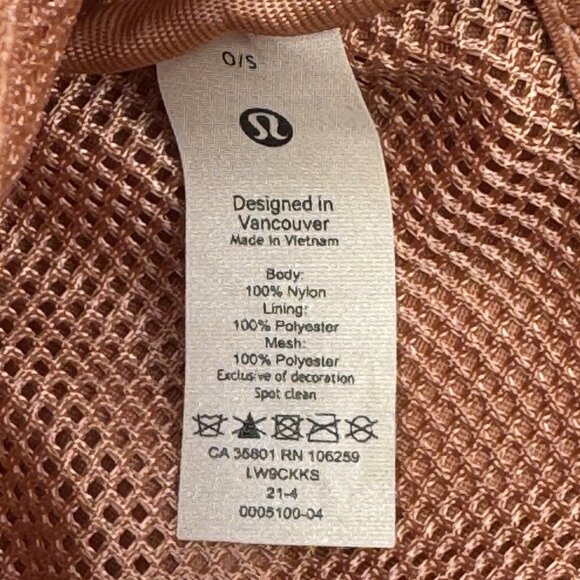 O/S
Designed in
Vancouver
Made in Vietnam
Body:
100% Nylon
Lining:
100% Polyester
Mesh:
100% Polyester
Exclusive of decoration
Spot clean
CA 35801 RN 106259
LW9CKKS
21-4
0005100-04